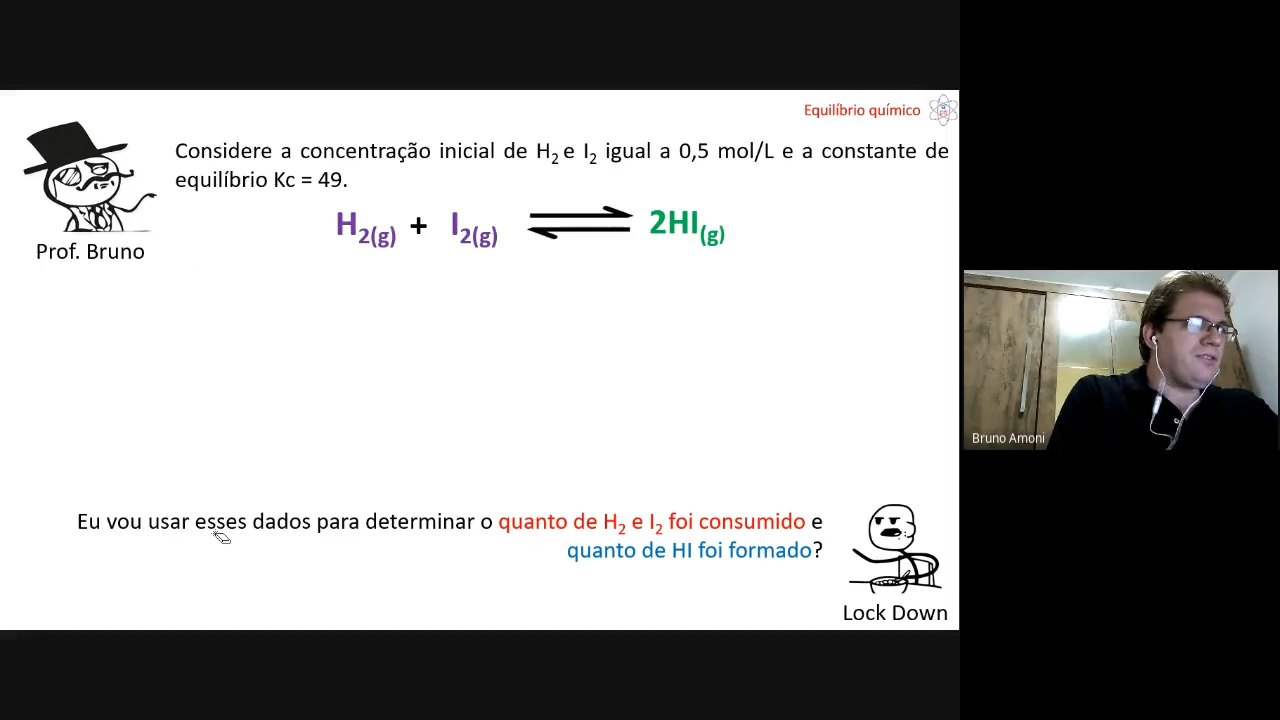 Equilíbrio químico
Considere a concentração inicial de H₂ e I₂ igual a 0,5 mol/L e a constante de
equilíbrio Kc = 49.
H₂(g) + I₂(g) ⇌ 2HI(g)
Prof. Bruno
Bruno Amoni
Eu vou usar esses dados para determinar o quanto de H₂ e I₂ foi consumido e
quanto de HI foi formado?
Lock Down